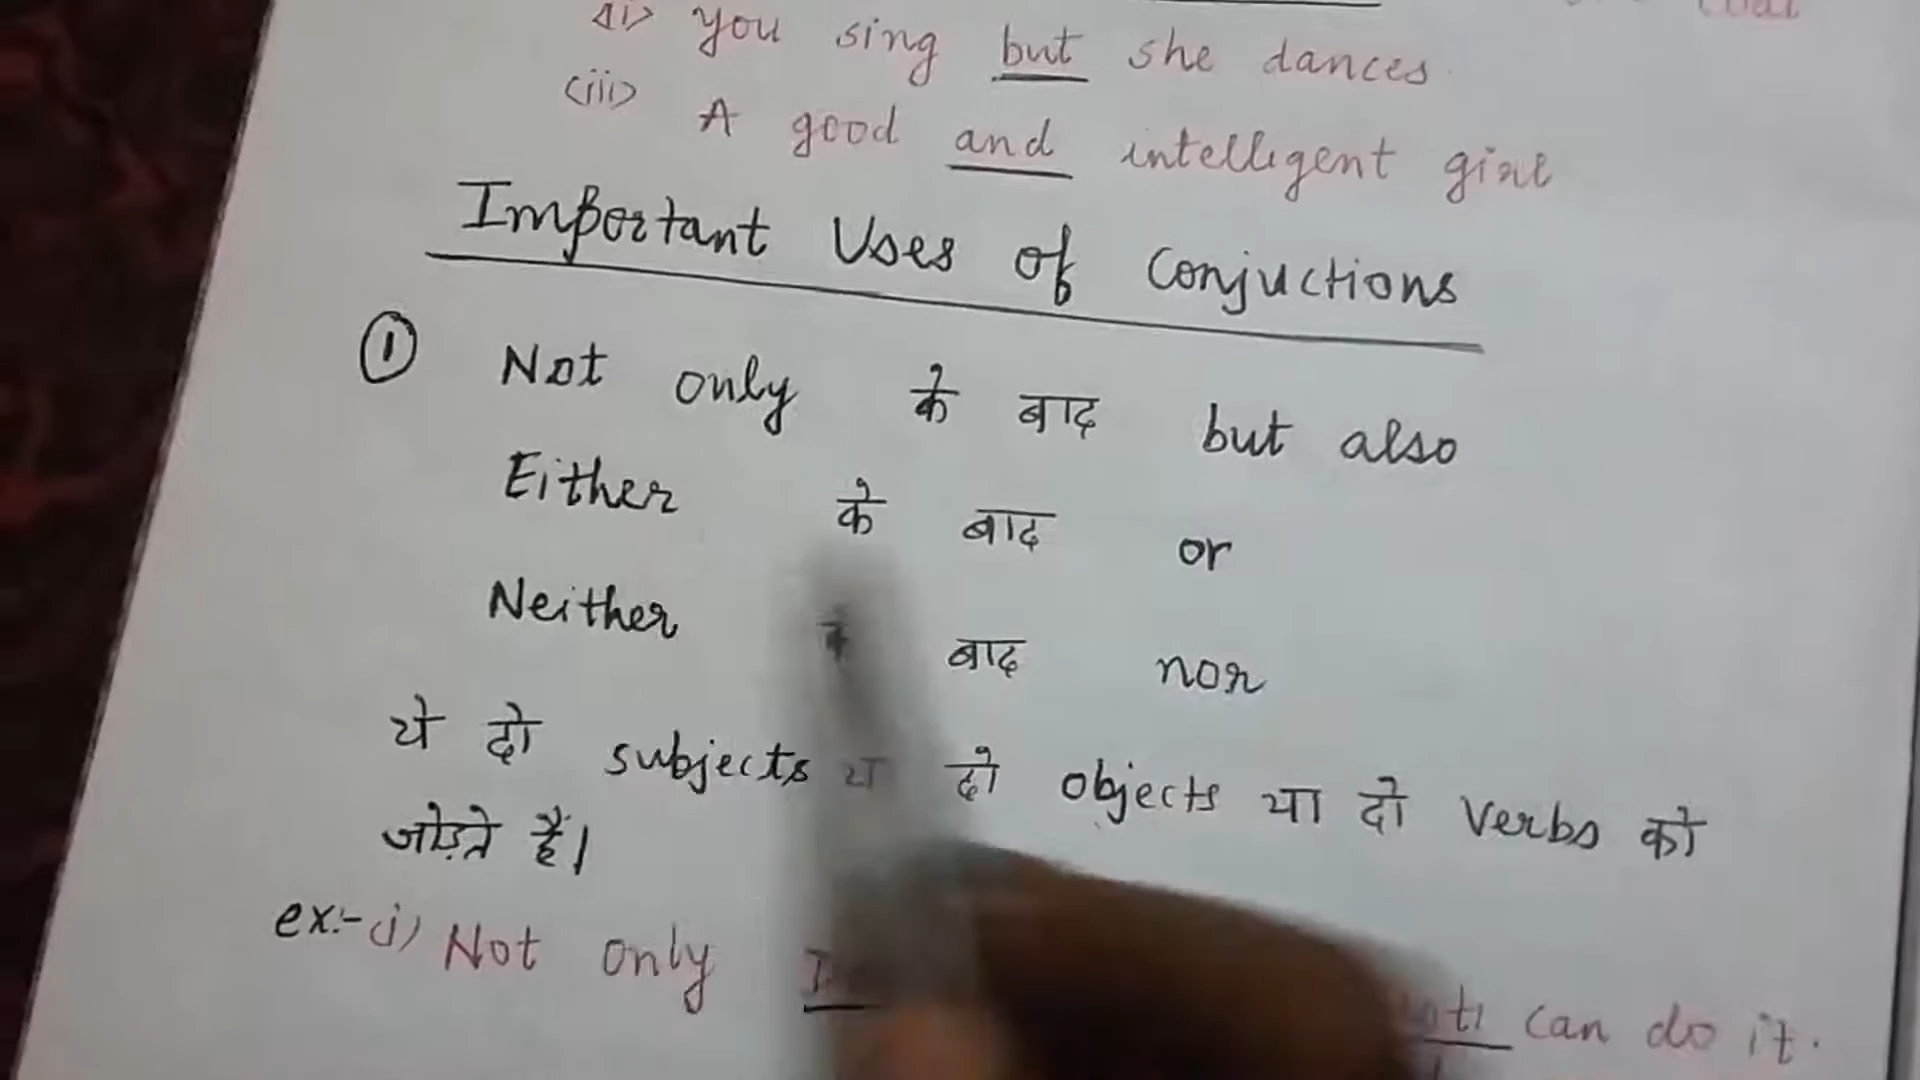 (ii) You sing but she dances.
(iii) A good and intelligent girl
Important Uses of Conjuctions
① Not only के बाद but also
Either के बाद or
Neither बाद nor
ये दो subjects या दो objects या दो verbs को
जोड़ते हैं।
ex:- (i) Not only can do it.